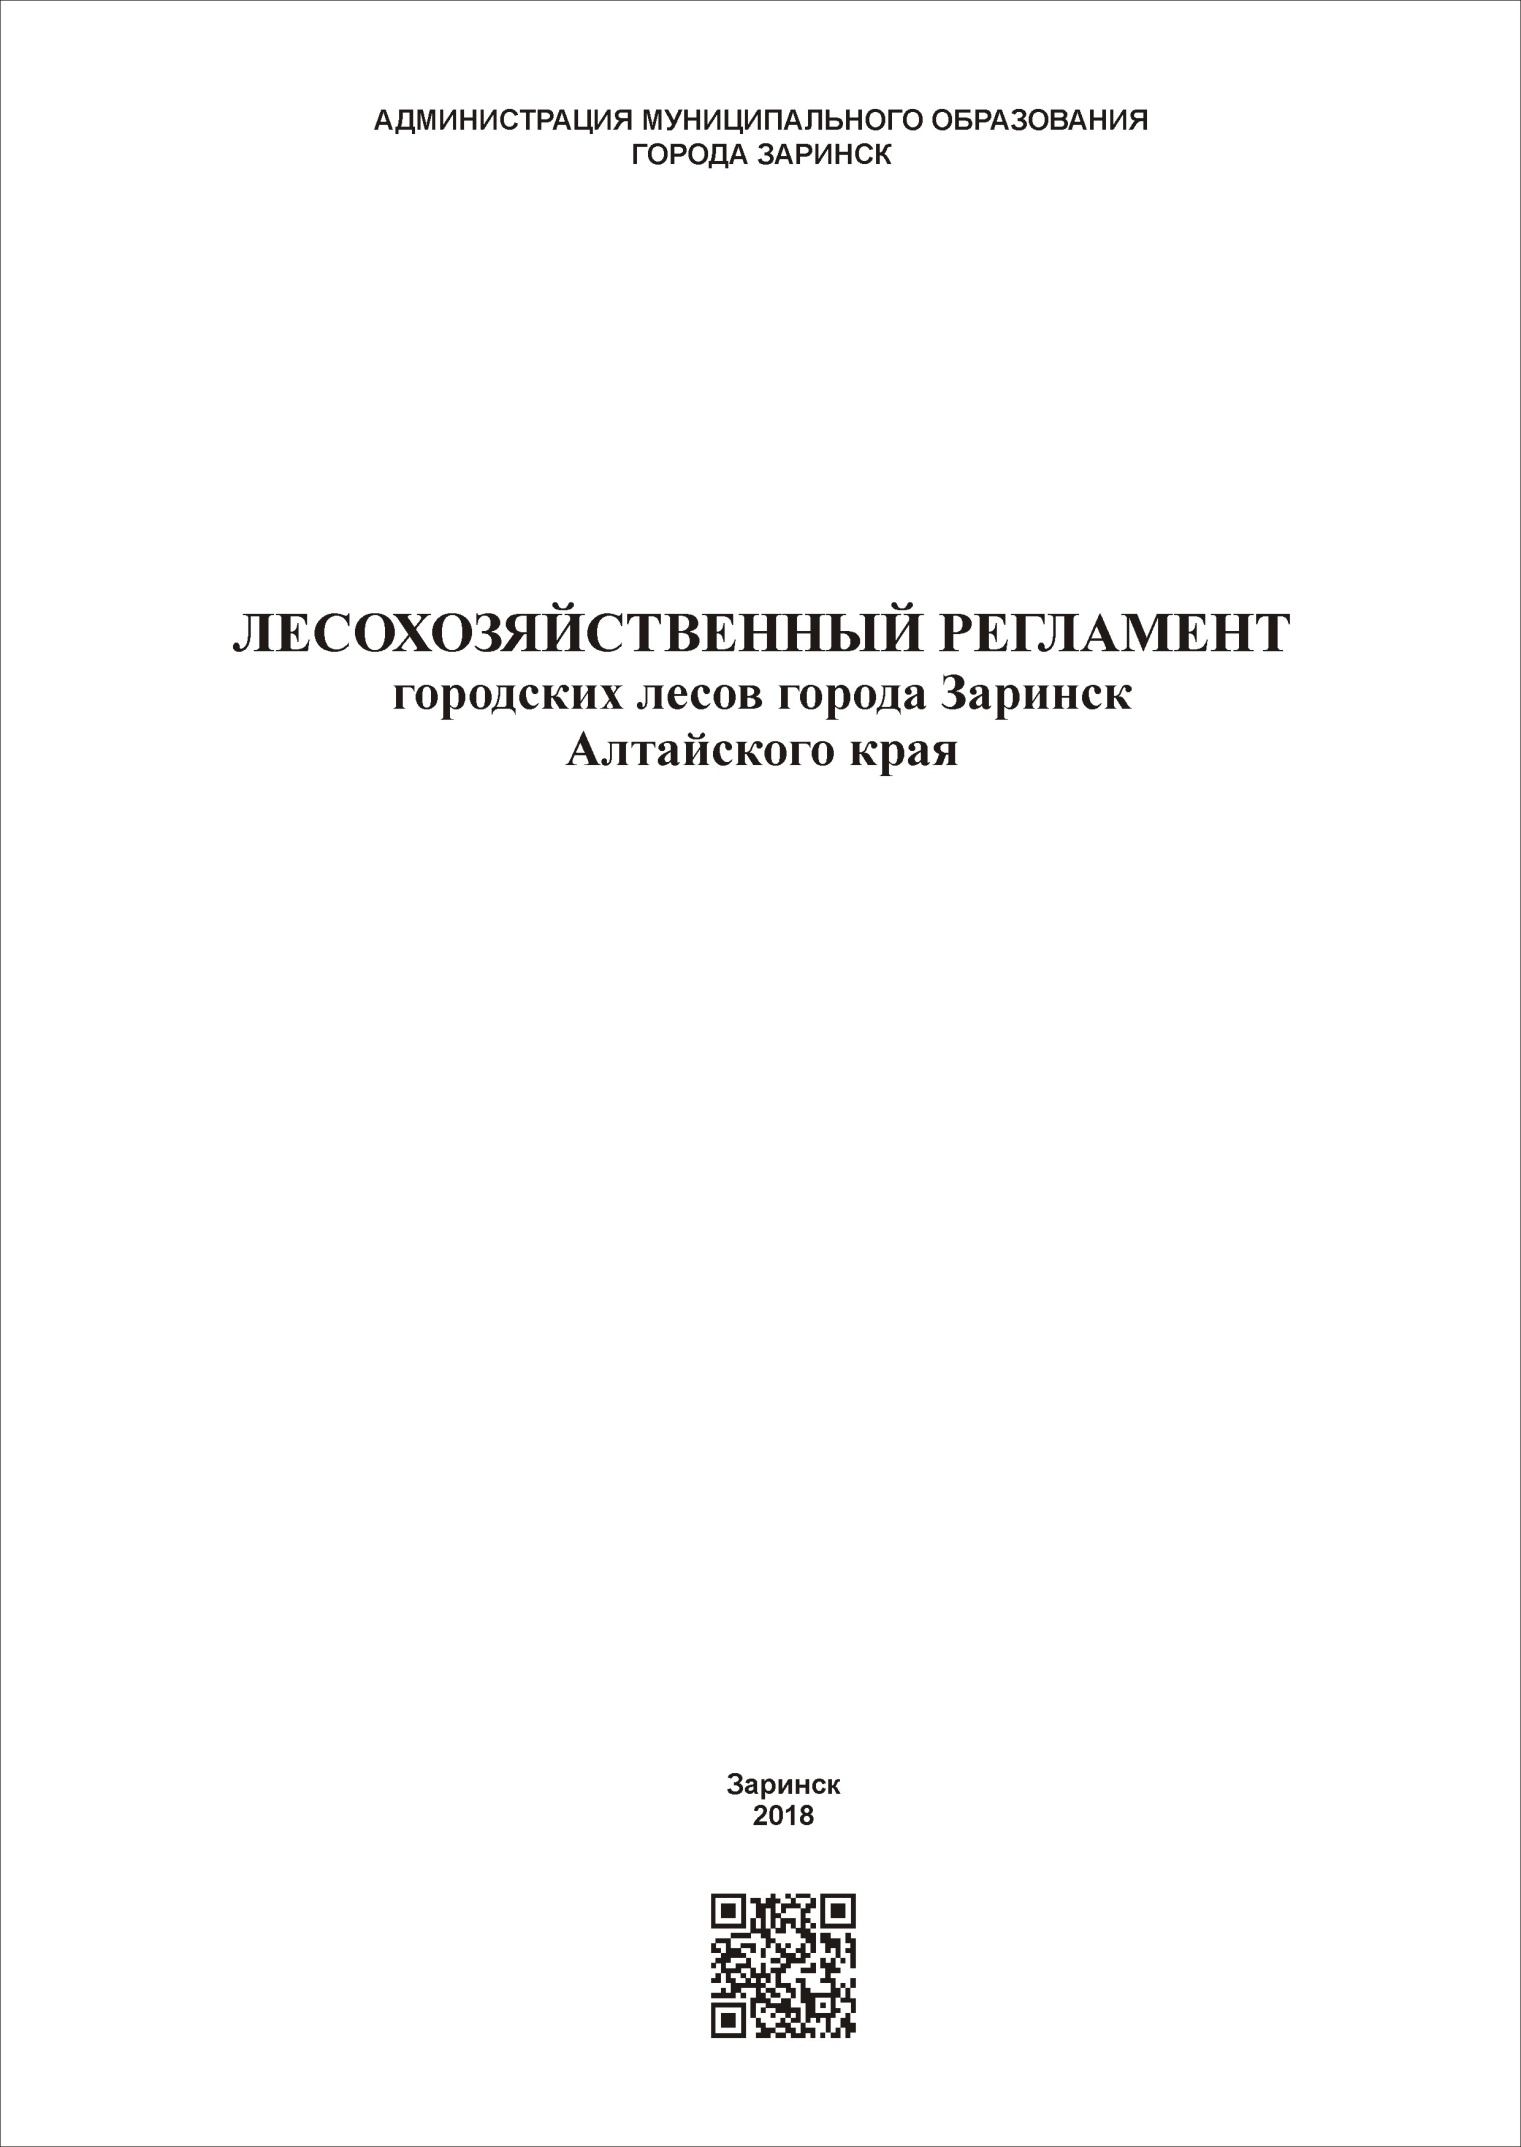 АДМИНИСТРАЦИЯ МУНИЦИПАЛЬНОГО ОБРАЗОВАНИЯ
ГОРОДА ЗАРИНСК
ЛЕСОХОЗЯЙСТВЕННЫЙ РЕГЛАМЕНТ
городских лесов города Заринск
Алтайского края
Заринск
2018